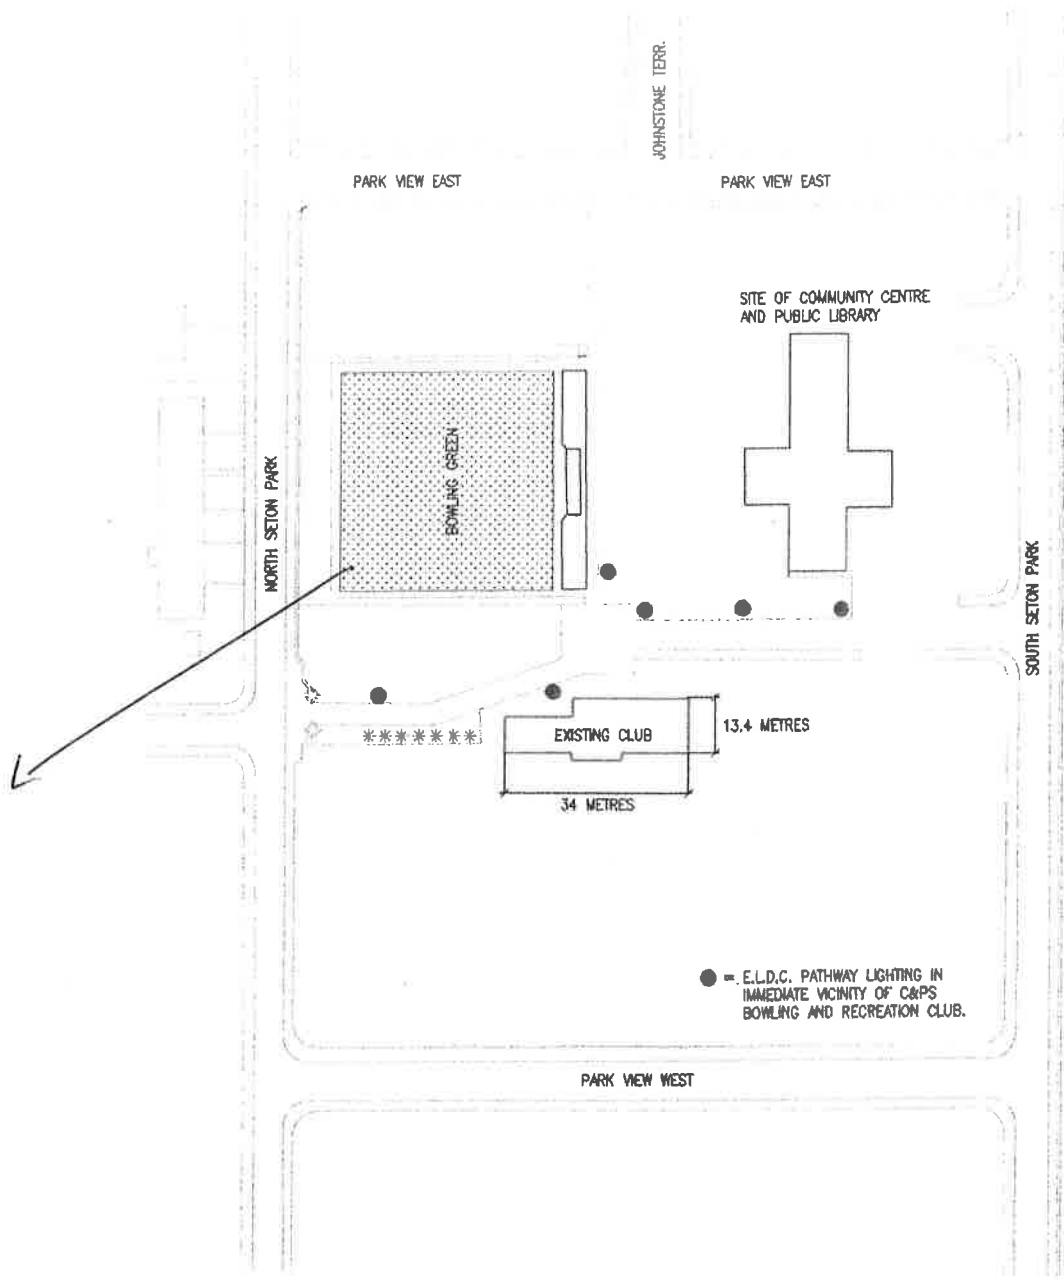 JOHNSTONE TERR.
PARK VIEW EAST
PARK VIEW EAST
SITE OF COMMUNITY CENTRE
AND PUBLIC LIBRARY
BOWLING GREEN
NORTH SETON PARK
SOUTH SETON PARK
EXISTING CLUB
13.4 METRES
34 METRES
= E.L.D.C. PATHWAY LIGHTING IN
IMMEDIATE VICINITY OF C&PS
BOWLING AND RECREATION CLUB.
PARK VIEW WEST